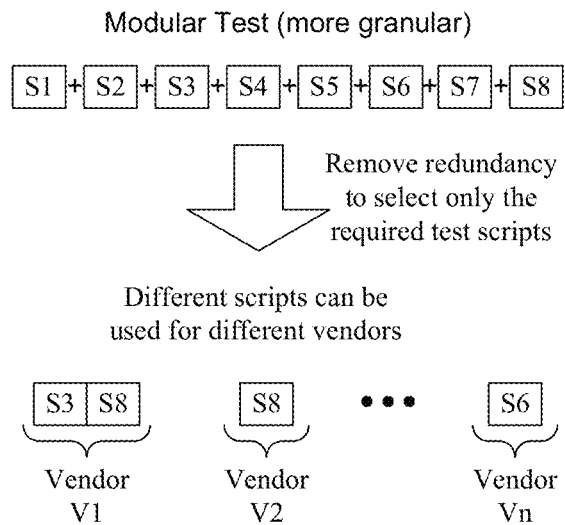 Modular Test (more granular)
S1 + S2 + S3 + S4 + S5 + S6 + S7 + S8
Remove redundancy
to select only the
required test scripts
Different scripts can be
used for different vendors
S3 S8 S8 ••• S6
Vendor Vendor Vendor
V1 V2 Vn